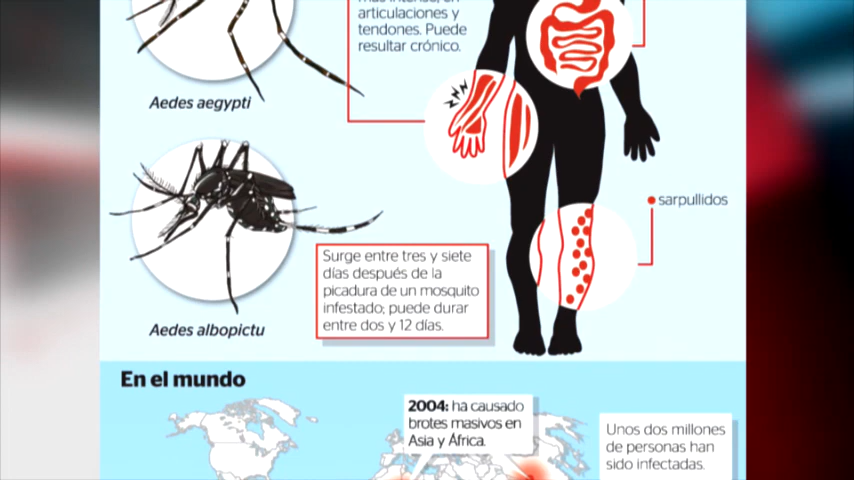 articulaciones y
tendones. Puede
resultar crónico.
Aedes aegypti
sarpullidos
Surge entre tres y siete
días después de la
picadura de un mosquito
infestado; puede durar
entre dos y 12 días.
Aedes albopictu
En el mundo
2004: ha causado
brotes masivos en
Asia y África.
Unos dos millones
de personas han
sido infectadas.